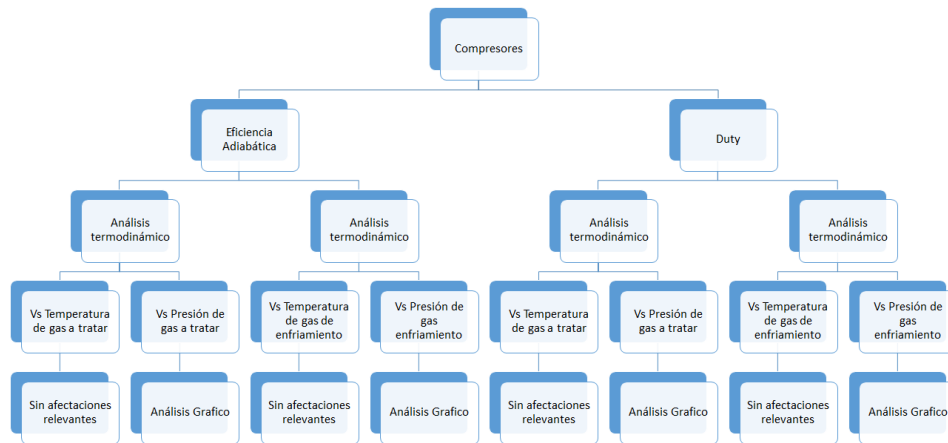 Compresores
Eficiencia
Adiabática
Duty
Análisis
termodinámico
Análisis
termodinámico
Análisis
termodinámico
Análisis
termodinámico
Vs Temperatura
de gas a tratar
Vs Presión de
gas a tratar
Vs Temperatura
de gas de
enfriamiento
Vs Presión de
gas
enfriamiento
Vs Temperatura
de gas a tratar
Vs Presión de
gas a tratar
Vs Temperatura
de gas de
enfriamiento
Vs Presión de
gas
enfriamiento
Sin afectaciones
relevantes
Análisis Grafico
Sin afectaciones
relevantes
Análisis Grafico
Sin afectaciones
relevantes
Análisis Grafico
Sin afectaciones
relevantes
Análisis Grafico